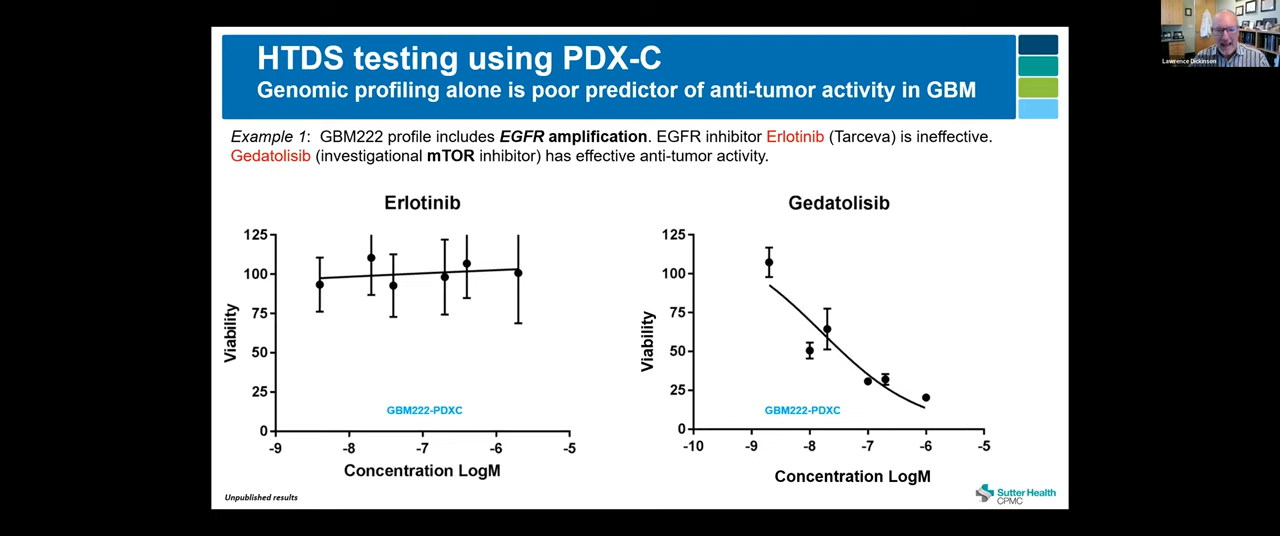 HTDS testing using PDX-C
Genomic profiling alone is poor predictor of anti-tumor activity in GBM
Lawrence Dickinson
Example 1: GBM222 profile includes EGFR amplification. EGFR inhibitor Erlotinib (Tarceva) is ineffective.
Gedatolisib (investigational mTOR inhibitor) has effective anti-tumor activity.
Erlotinib
125
100
75
50
25
0
Viability
-9 -8 -7 -6 -5
Concentration LogM
GBM222-PDXC
Gedatolisib
125
100
75
50
25
0
Viability
-10 -9 -8 -7 -6 -5
Concentration LogM
GBM222-PDXC
Unpublished results
Sutter Health
CPMC